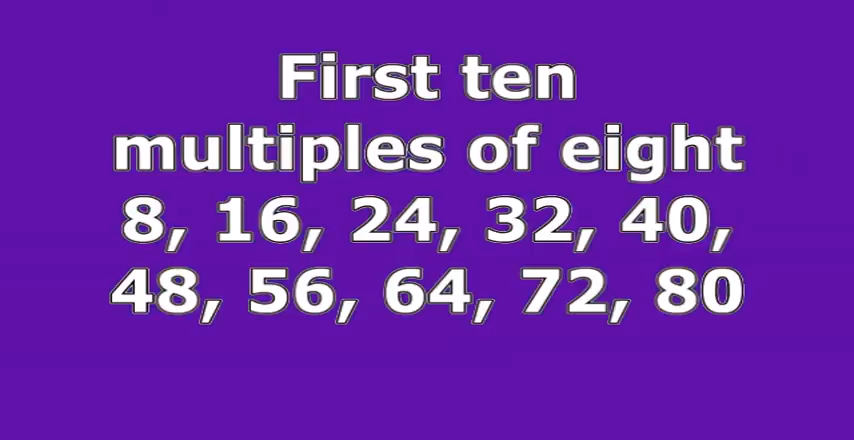 First ten
multiples of eight
8, 16, 24, 32, 40,
48, 56, 64, 72, 80